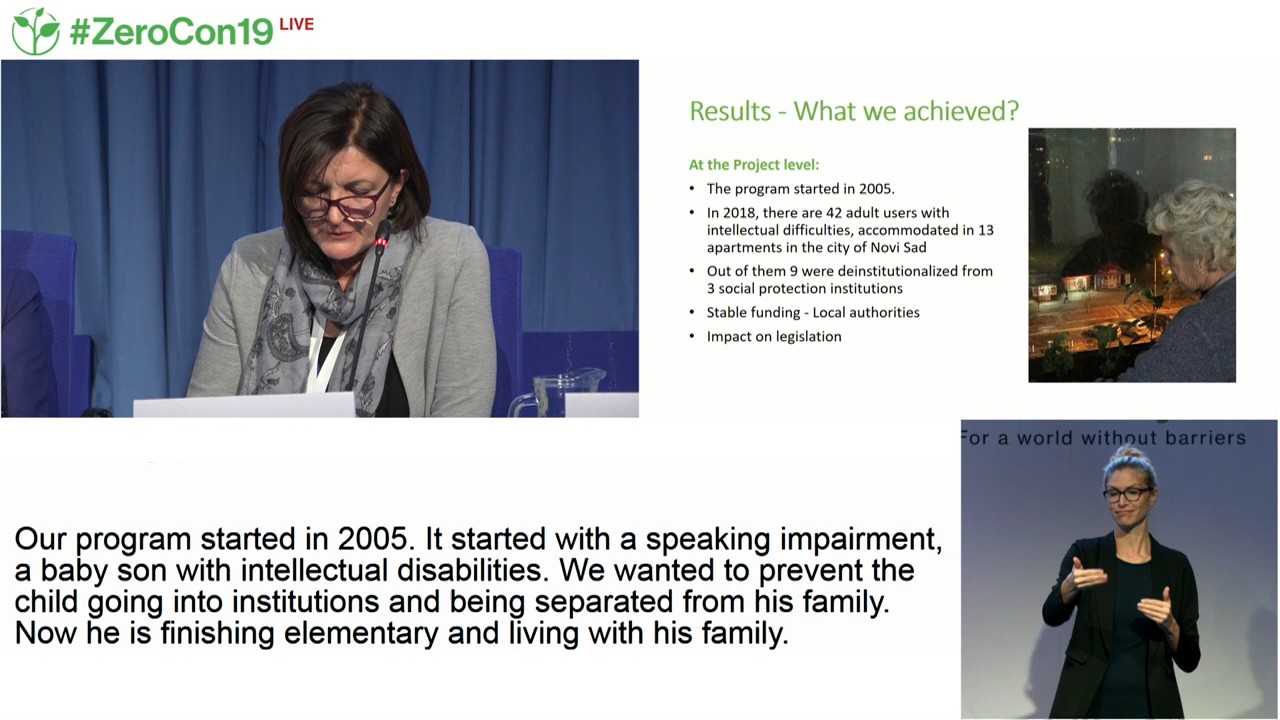 #ZeroCon19 LIVE
Results - What we achieved?
At the Project level:
• The program started in 2005.
• In 2018, there are 42 adult users with
intellectual difficulties, accommodated in 13
apartments in the city of Novi Sad
• Out of them 9 were deinstitutionalized from
3 social protection institutions
• Stable funding - Local authorities
• Impact on legislation
For a world without barriers
Our program started in 2005. It started with a speaking impairment,
a baby son with intellectual disabilities. We wanted to prevent the
child going into institutions and being separated from his family.
Now he is finishing elementary and living with his family.